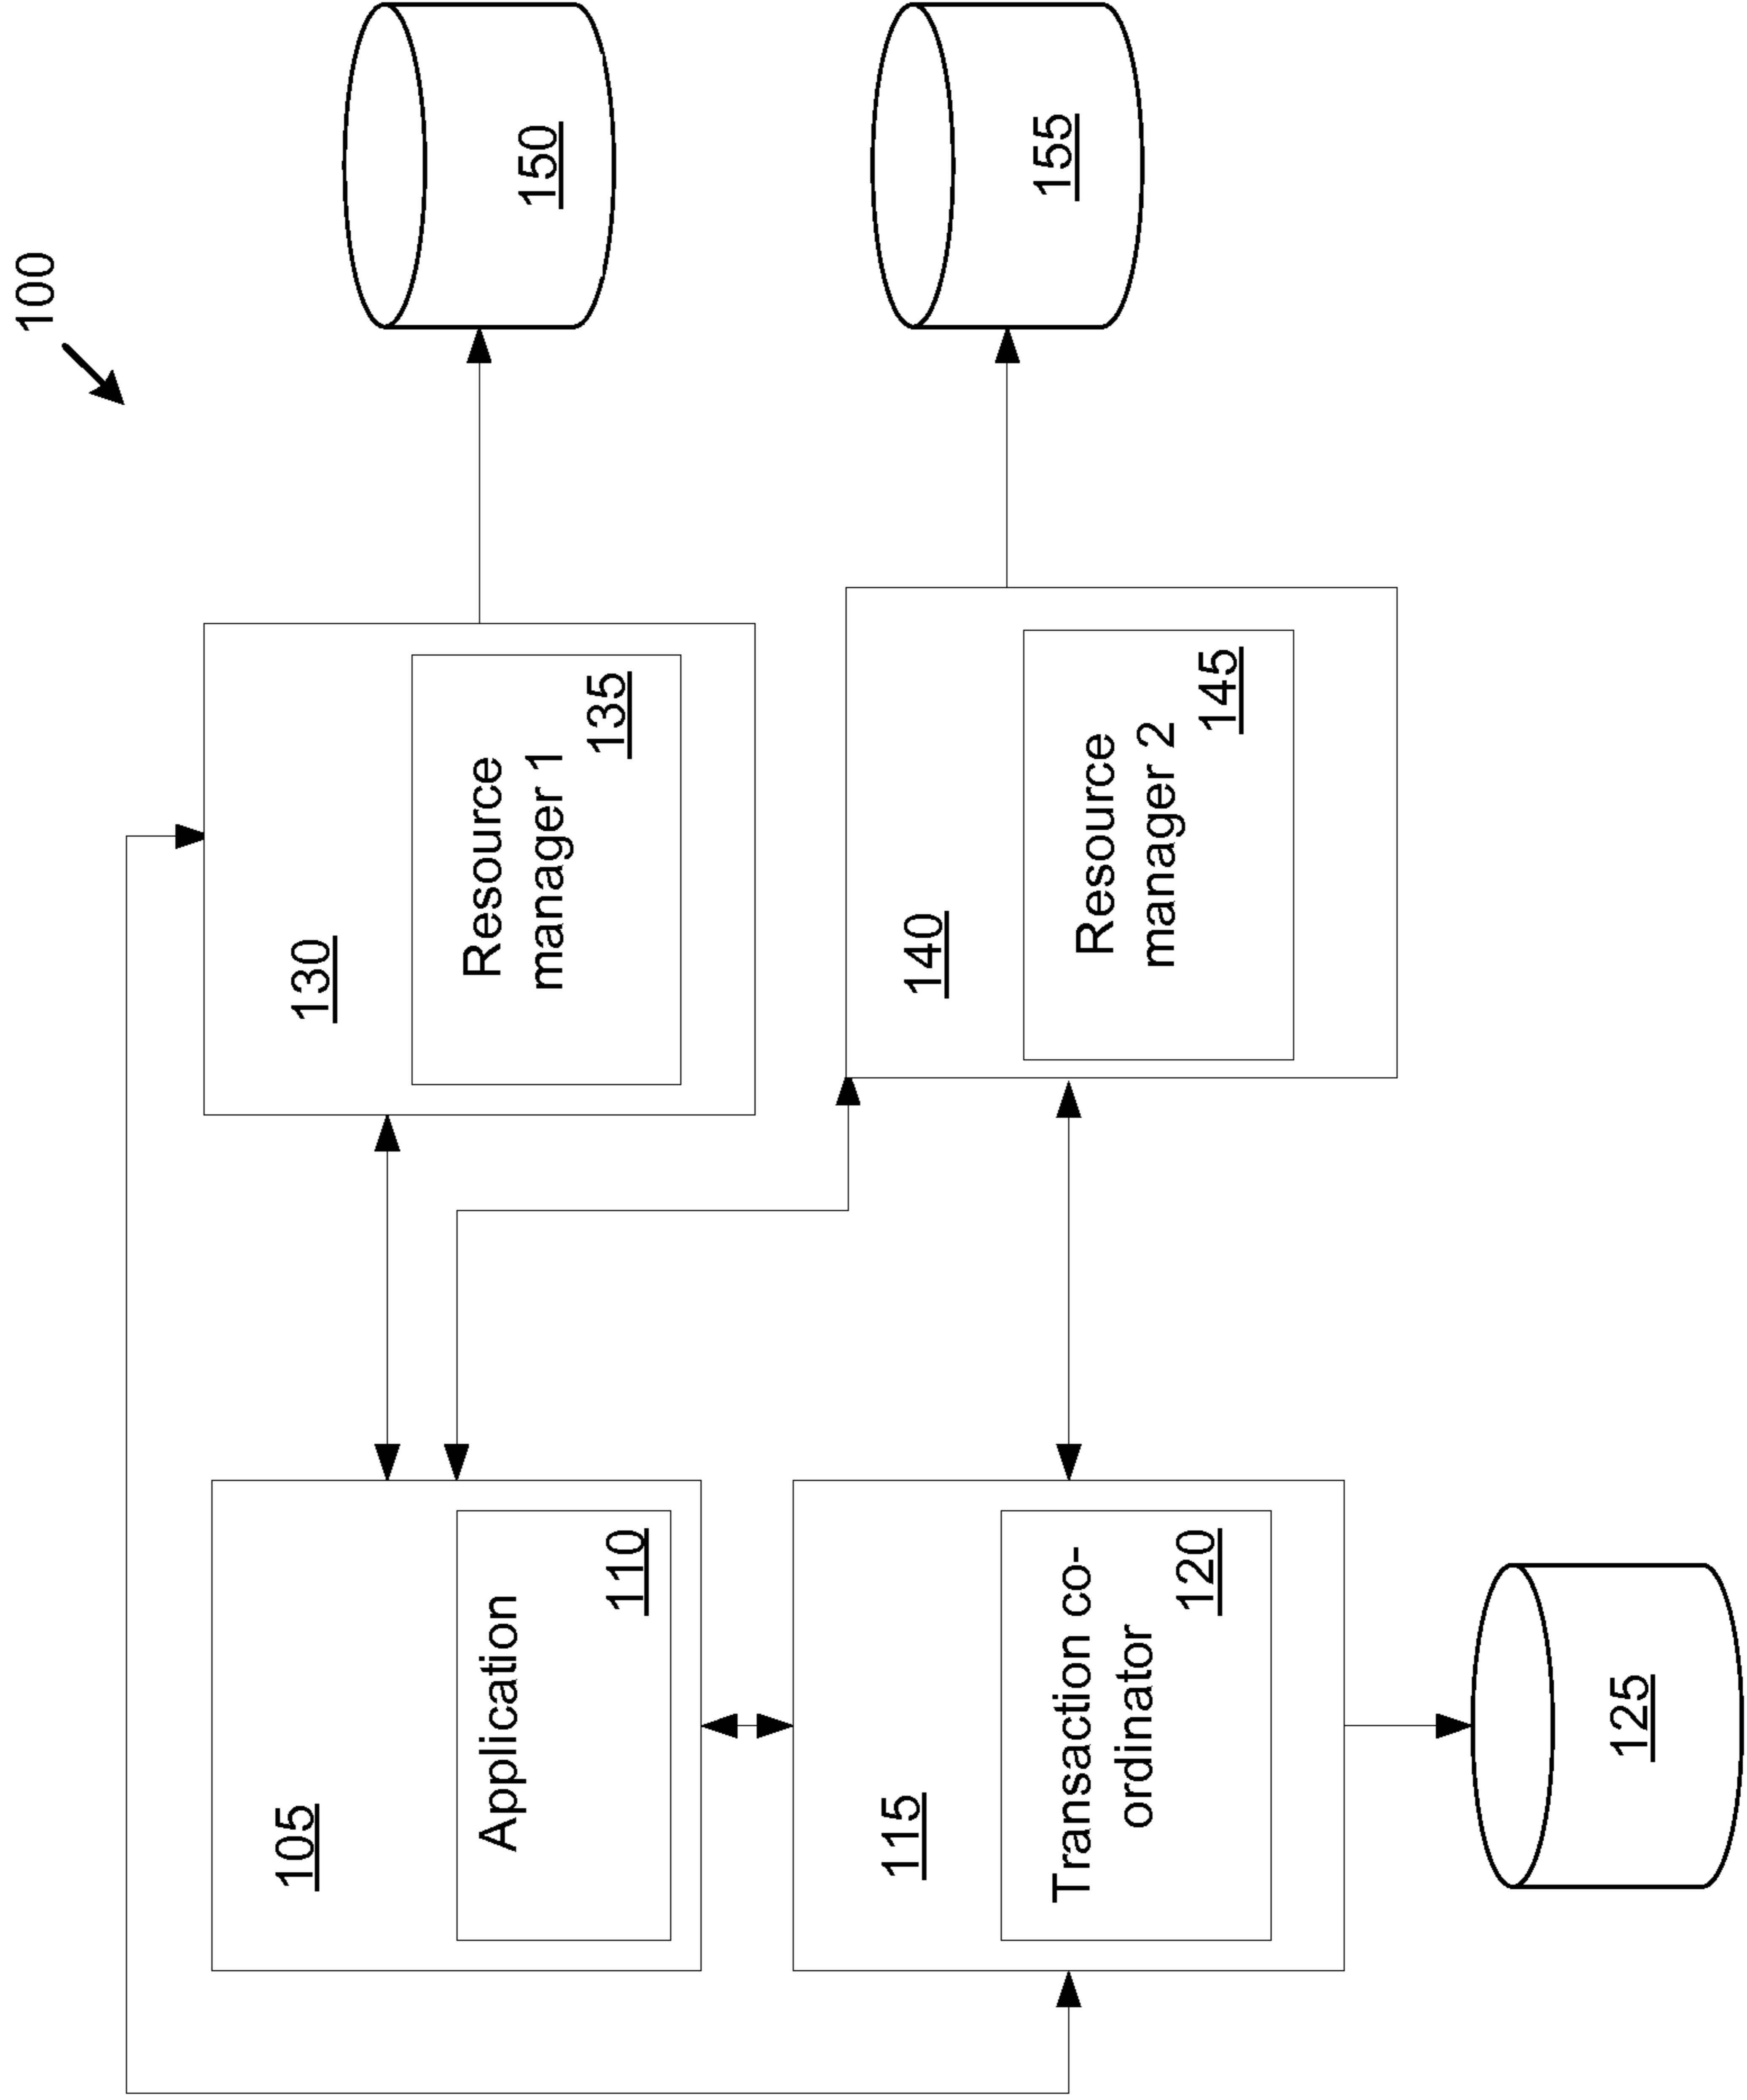 100
105
Application
110
130
Resource
manager 1
135
150
115
Transaction co-
ordinator
120
140
Resource
manager 2
145
155
125